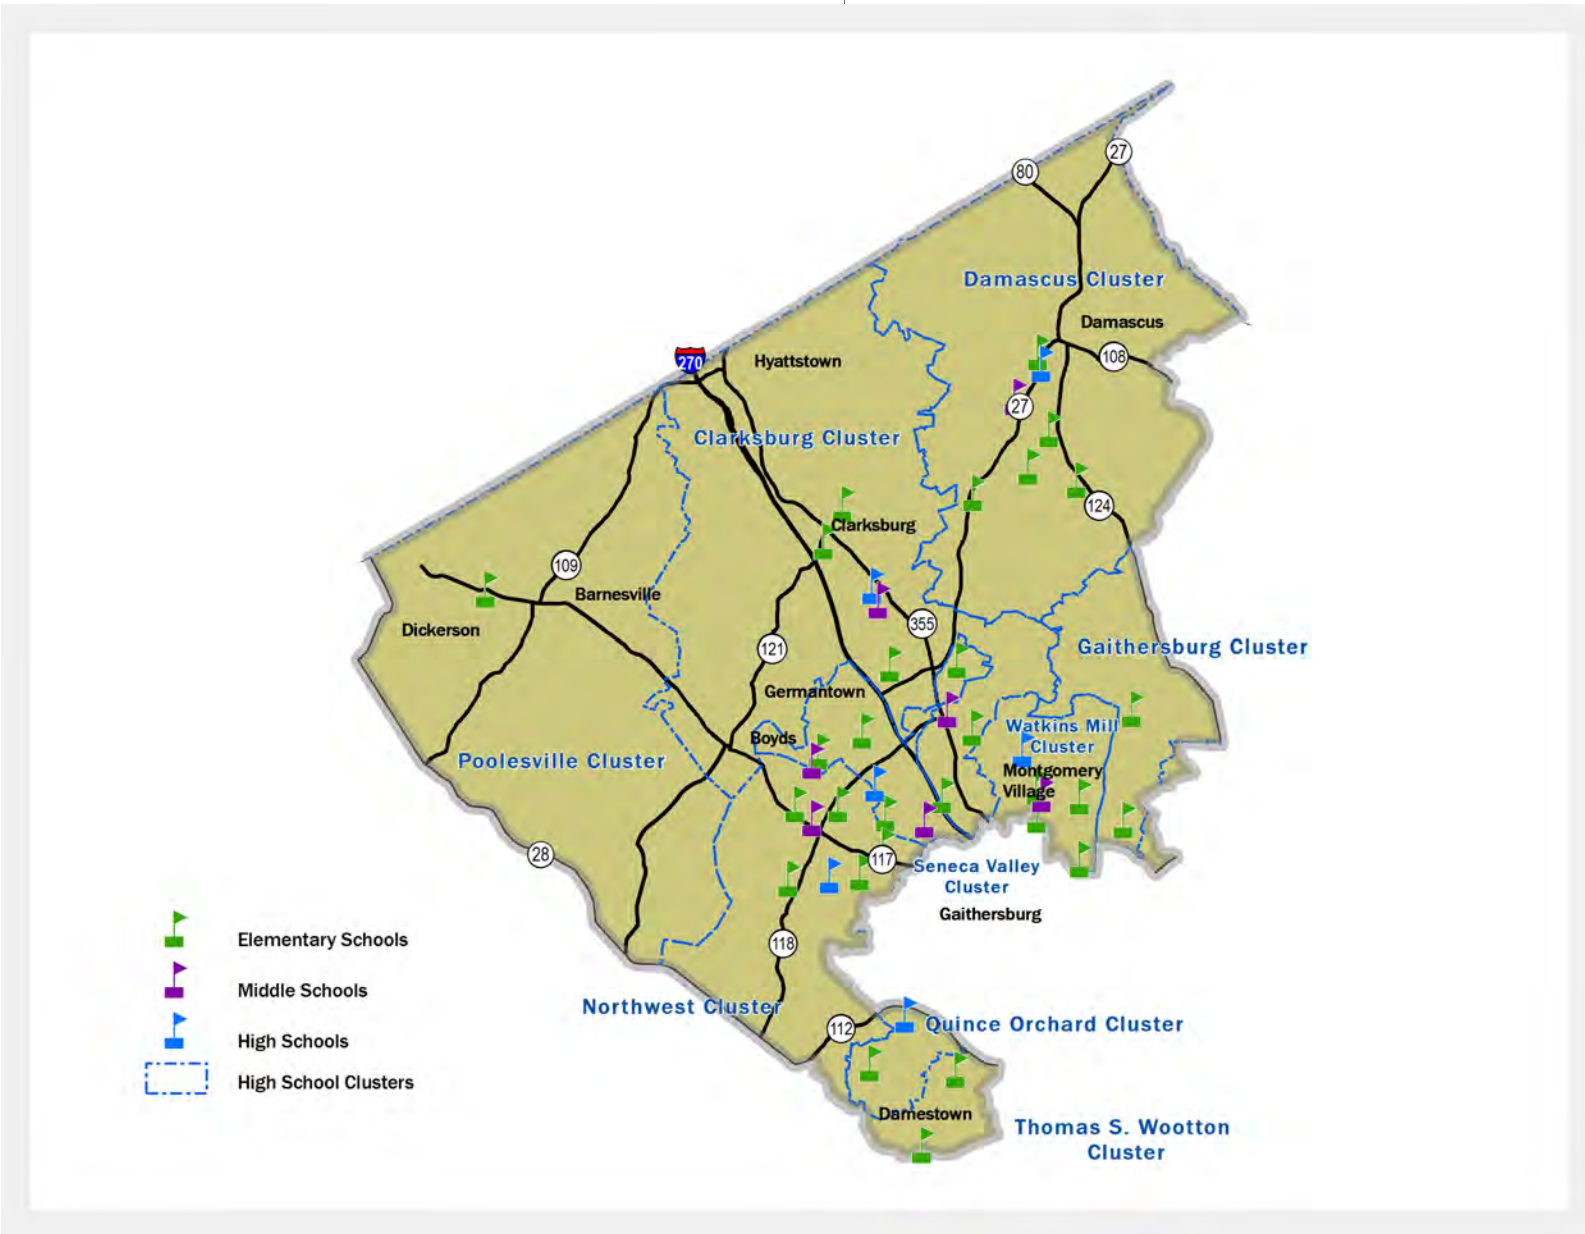 27
80
Damascus Cluster
Damascus
108
270
Hyattstown
27
Clarksburg Cluster
124
Clarksburg
109
Barnesville
Dickerson
355
121
Gaithersburg Cluster
Germantown
Watkins Mill
Cluster
Boyds
Poolesville Cluster
Montgomery
Village
28
117
Seneca Valley
Cluster
Gaithersburg
118
Elementary Schools
Middle Schools
High Schools
High School Clusters
Northwest Cluster
112
Quince Orchard Cluster
Darnestown
Thomas S. Wootton
Cluster